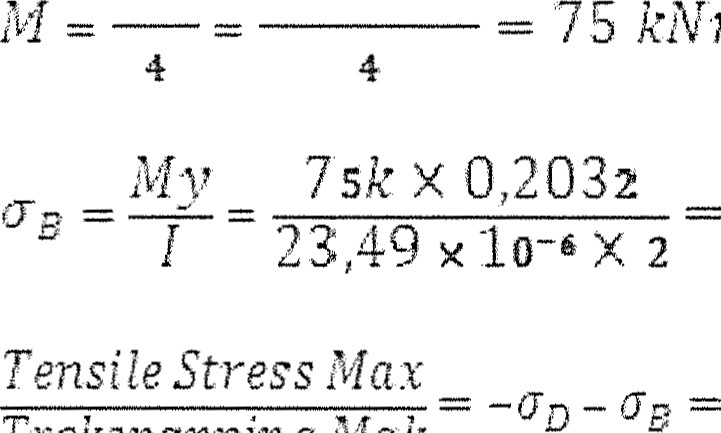 M = —/4 = —/4 = 75 kN
σ_B = My/I = (75k × 0,2032)/(23,49 × 10⁻⁶ × 2) =
Tensile Stress Max = -σ_D - σ_B =